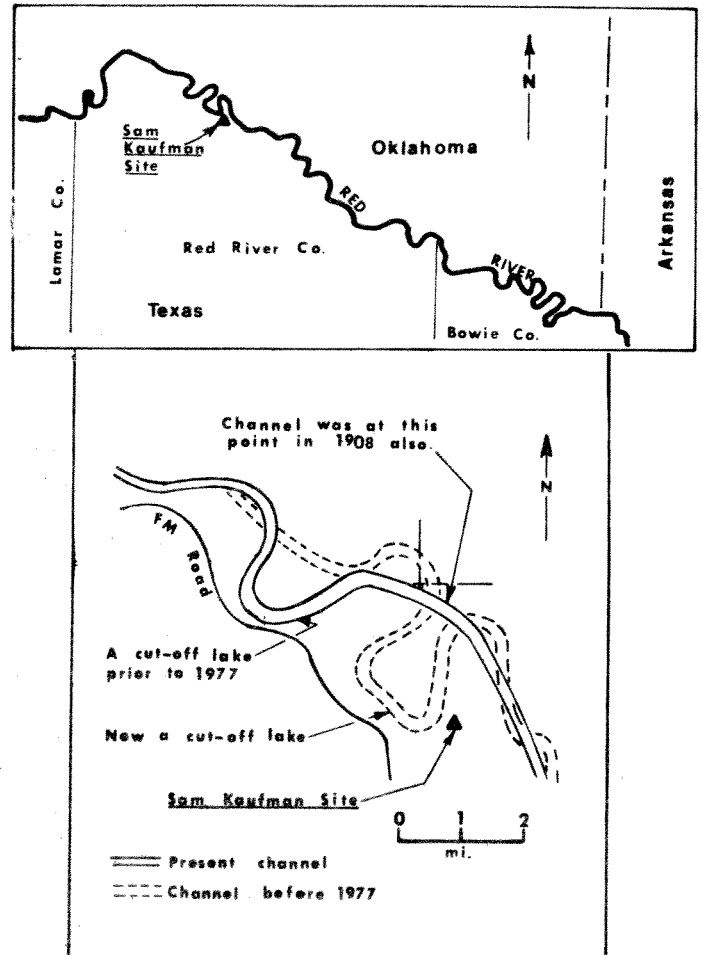 N
Sam
Kaufman
Site
Oklahoma
Arkansas
Lamar Co.
RED
RIVER
Red River Co.
Texas
Bowie Co.
Channel was at this
point in 1908 also.
N
FM
Road
A cut-off lake
prior to 1977
Now a cut-off lake
Sam Kaufman Site
0 1 2
mi.
Present channel
Channel before 1977